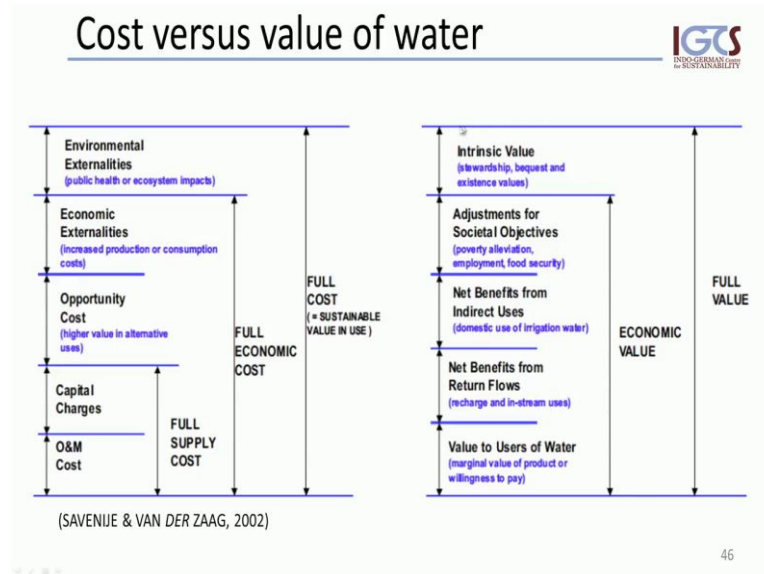 Cost versus value of water
IGCS
INDO-GERMAN Centre
for SUSTAINABILITY
Environmental
Externalities
(public health or ecosystem impacts)
Economic
Externalities
(increased production or consumption
costs)
Opportunity
Cost
(higher value in alternative
uses)
Capital
Charges
O&M
Cost
FULL
SUPPLY
COST
FULL
ECONOMIC
COST
FULL
COST
( = SUSTAINABLE
VALUE IN USE )
Intrinsic Value
(stewardship, bequest and
existence values)
Adjustments for
Societal Objectives
(poverty alleviation,
employment, food security)
Net Benefits from
Indirect Uses
(domestic use of irrigation water)
Net Benefits from
Return Flows
(recharge and in-stream uses)
Value to Users of Water
(marginal value of product or
willingness to pay)
ECONOMIC
VALUE
FULL
VALUE
(SAVENIJE & VAN DER ZAAG, 2002)
46